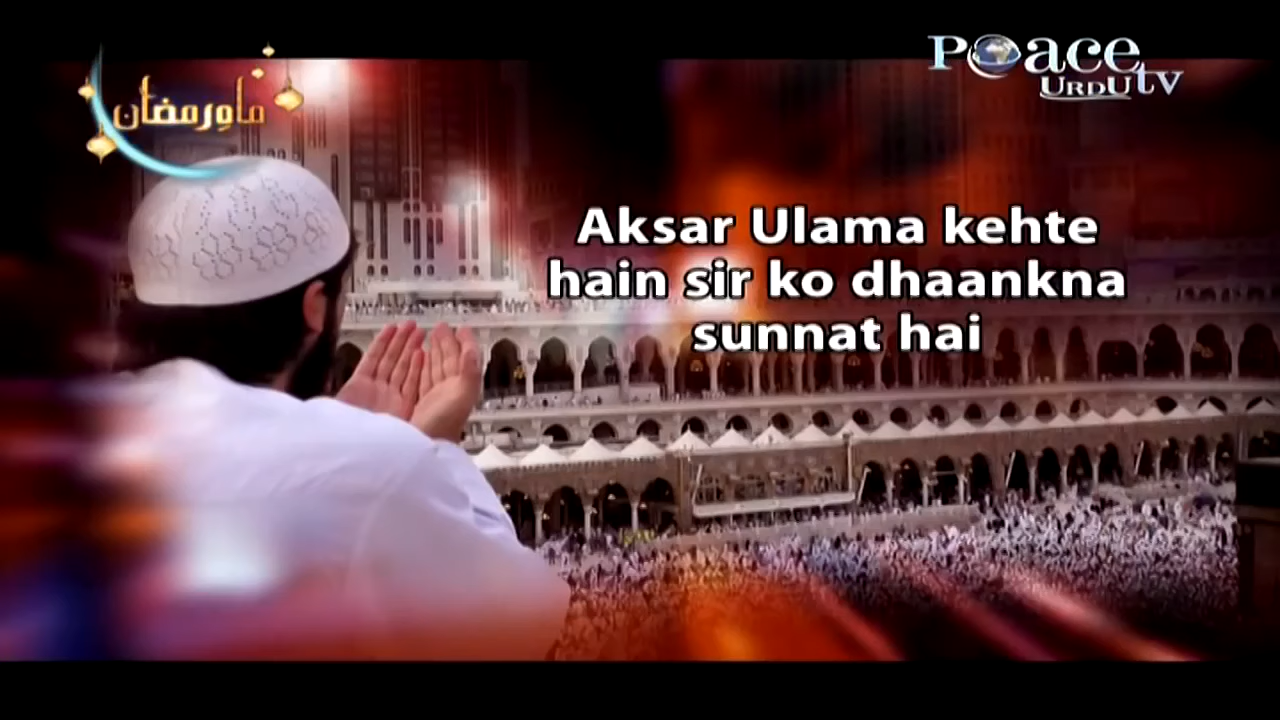 ماہِ رمضان
Peace
URDU tv
Aksar Ulama kehte
hain sir ko dhaankna
sunnat hai